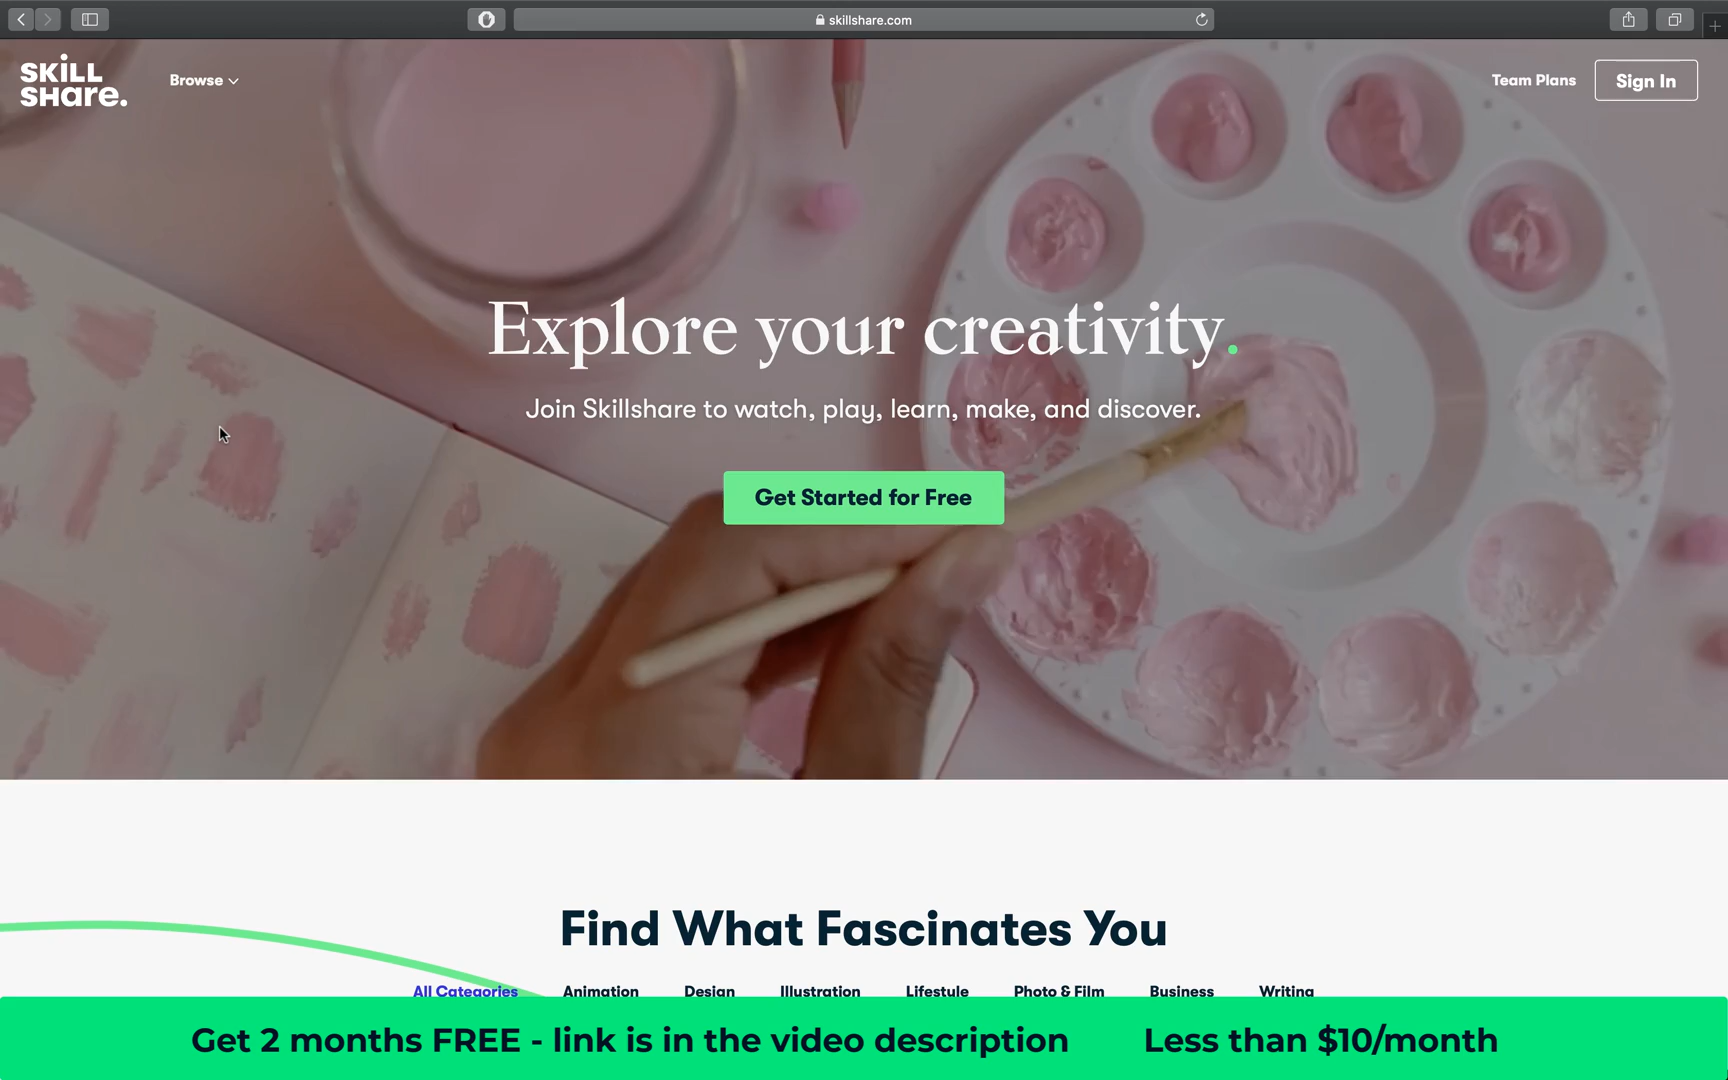 skillshare.com
SKiLL
SHare.
Browse
Team Plans
Sign In
Explore your creativity.
Join Skillshare to watch, play, learn, make, and discover.
Get Started for Free
Find What Fascinates You
All Categories Animation Design Illustration Lifestyle Photo & Film Business Writing
Get 2 months FREE - link is in the video description Less than $10/month